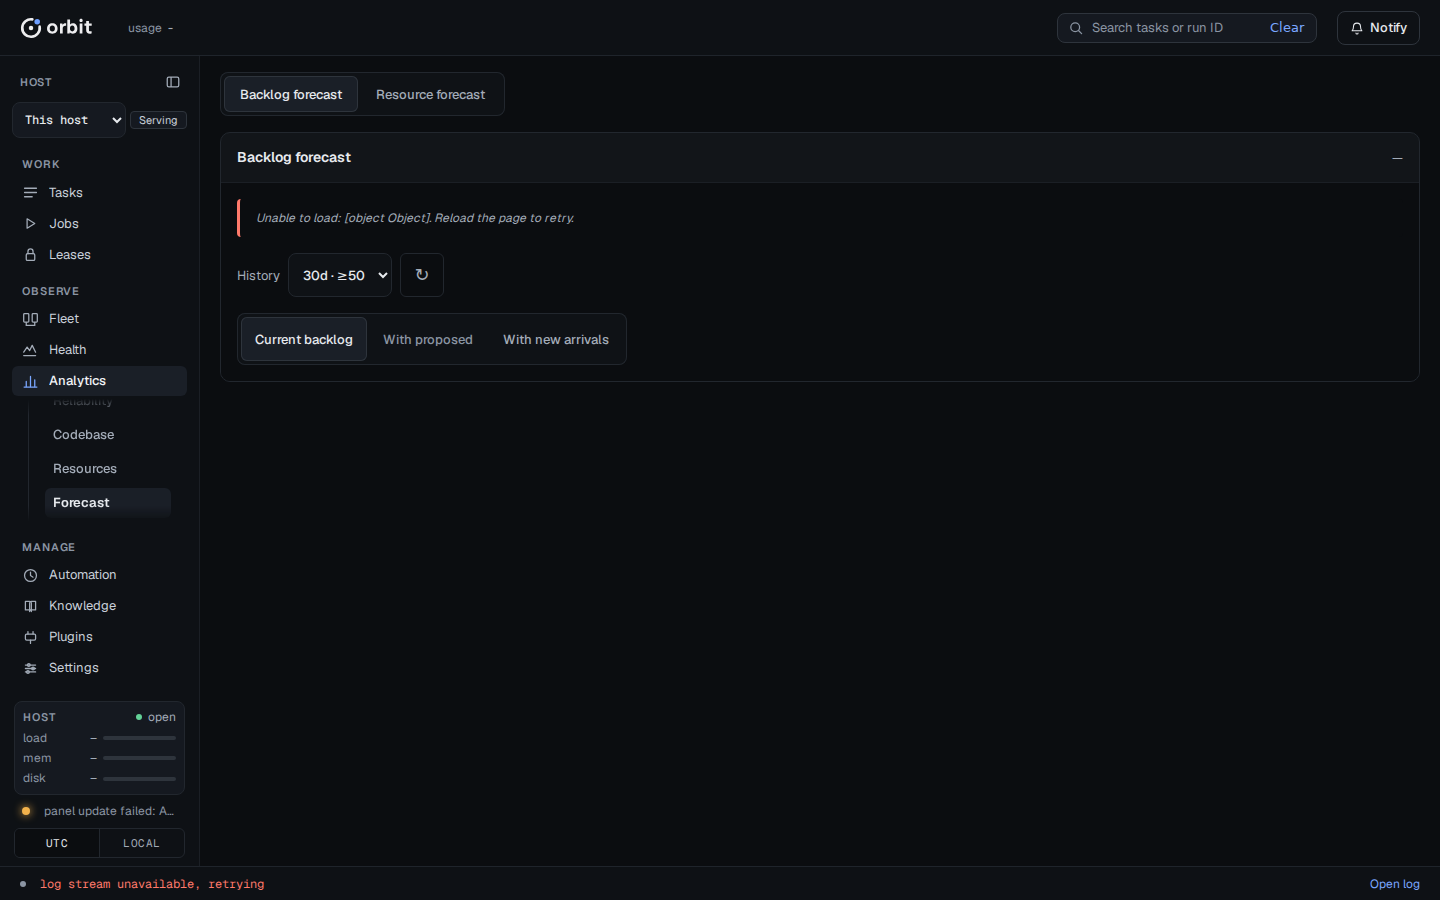 orbit
usage -
Search tasks or run ID
Clear
Notify
HOST
This host
Serving
WORK
Tasks
Jobs
Leases
OBSERVE
Fleet
Health
Analytics
Reliability
Codebase
Resources
Forecast
MANAGE
Automation
Knowledge
Plugins
Settings
HOST
open
load –
mem –
disk –
panel update failed: A…
UTC
LOCAL
Backlog forecast
Resource forecast
Backlog forecast
Unable to load: [object Object]. Reload the page to retry.
History
30d · ≥50
Current backlog
With proposed
With new arrivals
log stream unavailable, retrying
Open log